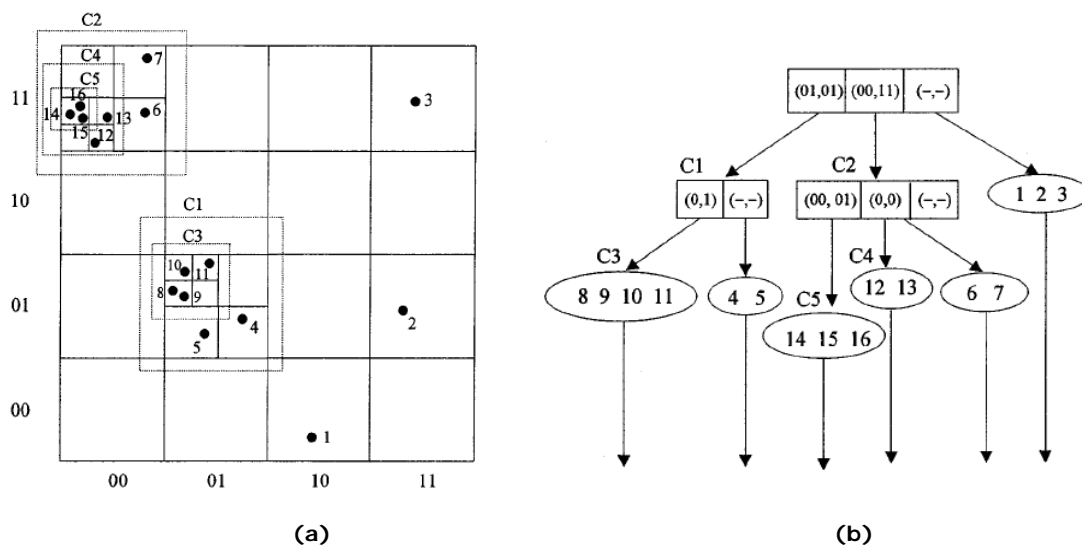 C2
C4
7
C5
16
11
14
13
6
3
15
12
10
C1
C3
10
11
8
9
01
4
2
5
00
1
00
01
10
11
(a)
(01,01) (00,11) (–,–)
C1
C2
(0,1) (–,–)
(00, 01) (0,0) (–,–)
1 2 3
C3
C4
8 9 10 11
4 5
12 13
6 7
C5
14 15 16
(b)